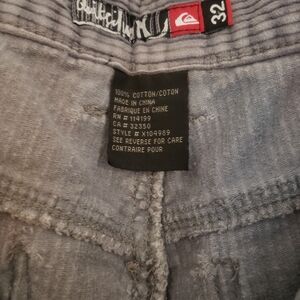 Quiksilver 32
100% COTTON/COTON
MADE IN CHINA
FABRIQUE EN CHINE
RN # 114199
CA # 32350
STYLE # X104989
SEE REVERSE FOR CARE
CONTRAIRE POUR